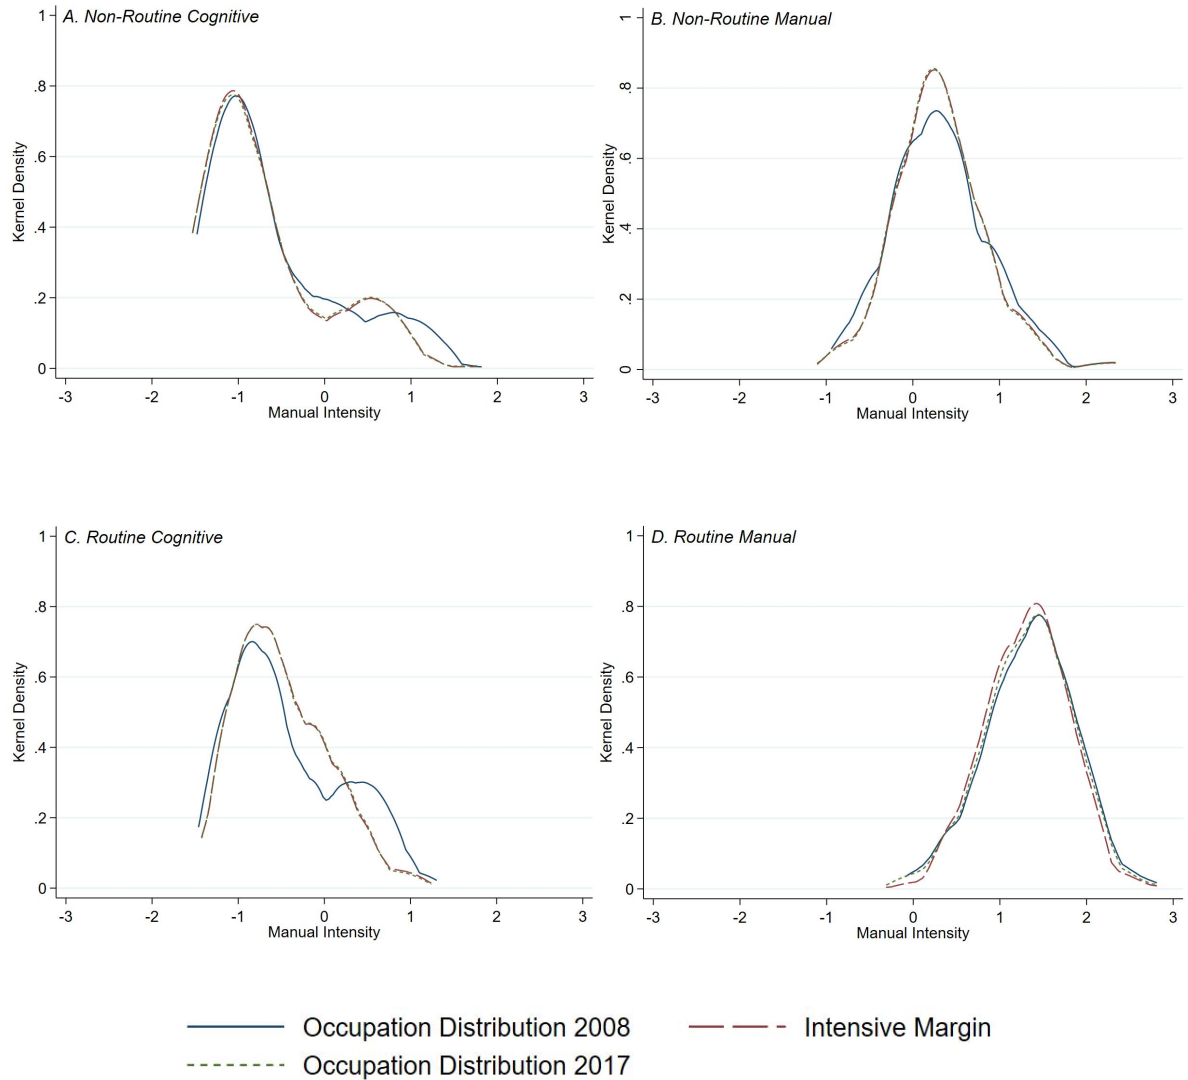 A. Non-Routine Cognitive
1
.8
.6
.4
.2
0
Kernel Density
-3 -2 -1 0 1 2 3
Manual Intensity
B. Non-Routine Manual
1
.8
.6
.4
.2
0
Kernel Density
-3 -2 -1 0 1 2 3
Manual Intensity
C. Routine Cognitive
1
.8
.6
.4
.2
0
Kernel Density
-3 -2 -1 0 1 2 3
Manual Intensity
D. Routine Manual
1
.8
.6
.4
.2
0
Kernel Density
-3 -2 -1 0 1 2 3
Manual Intensity
Occupation Distribution 2008
Intensive Margin
Occupation Distribution 2017